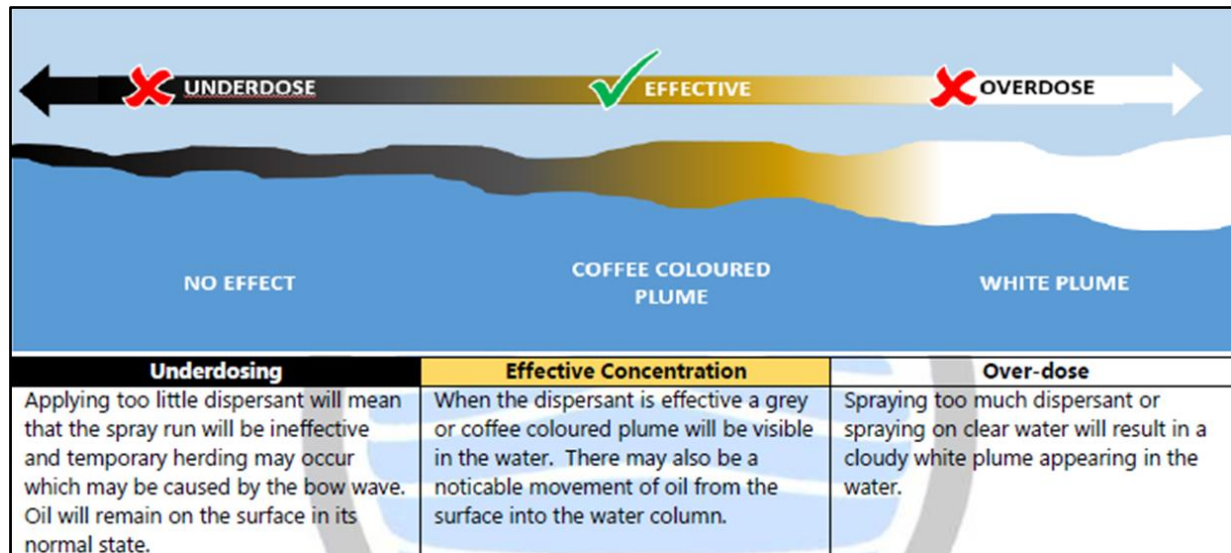 UNDERDOSE
EFFECTIVE
OVERDOSE
NO EFFECT
COFFEE COLOURED
PLUME
WHITE PLUME
Underdosing
Applying too little dispersant will mean
that the spray run will be ineffective
and temporary herding may occur
which may be caused by the bow wave.
Oil will remain on the surface in its
normal state.
Effective Concentration
When the dispersant is effective a grey
or coffee coloured plume will be visible
in the water.  There may also be a
noticable movement of oil from the
surface into the water column.
Over-dose
Spraying too much dispersant or
spraying on clear water will result in a
cloudy white plume appearing in the
water.